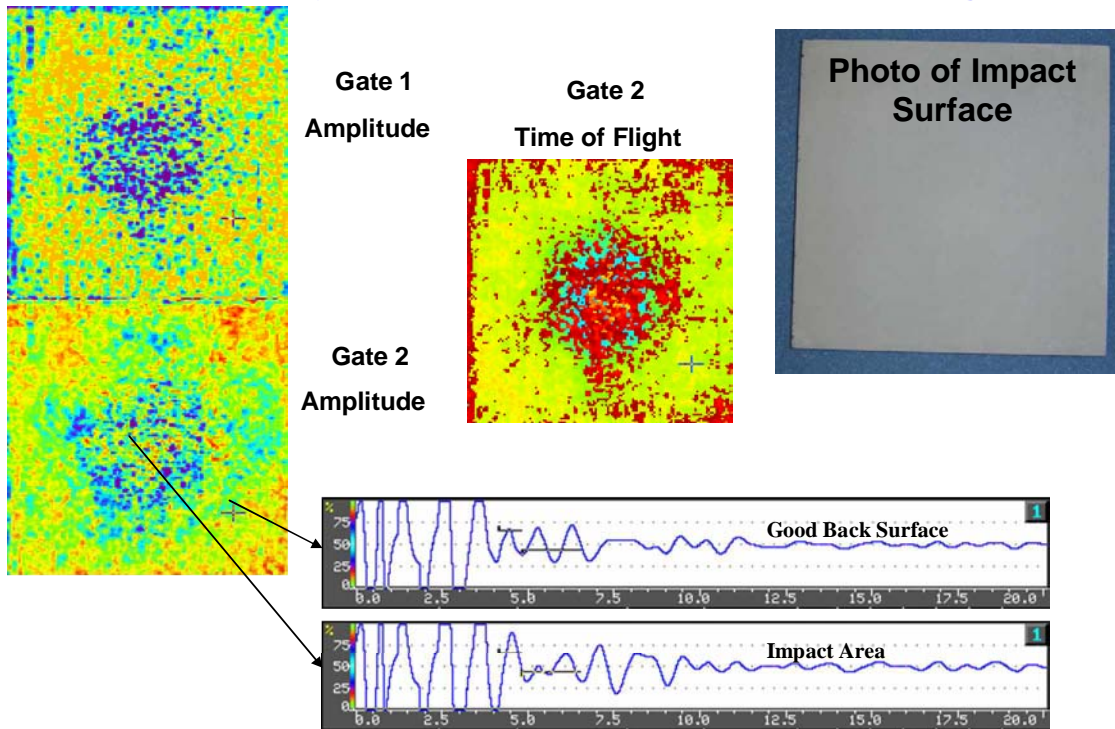 Gate 1
Amplitude
Gate 2
Time of Flight
Photo of Impact
Surface
Gate 2
Amplitude
%
75
50
25
0
Good Back Surface
1
0.0 2.5 5.0 7.5 10.0 12.5 15.0 17.5 20.0
%
75
50
25
0
Impact Area
1
0.0 2.5 5.0 7.5 10.0 12.5 15.0 17.5 20.0